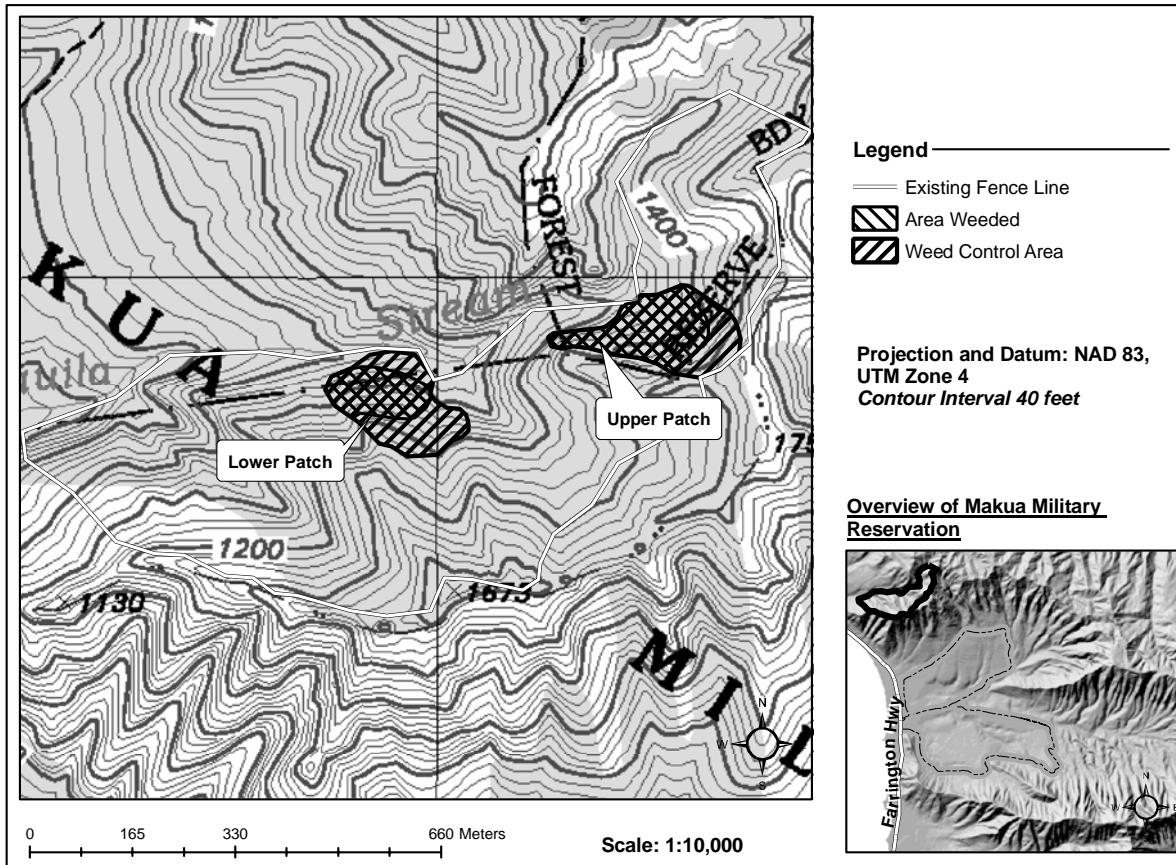 FOREST
BDY
1400
RESERVE
Stream
K
U
A
uila
Upper Patch
Lower Patch
175
1200
1130
1675
M
I
L
N
W
S
0 165 330 660 Meters
Scale: 1:10,000
Legend
Existing Fence Line
Area Weeded
Weed Control Area
Projection and Datum: NAD 83,
UTM Zone 4
Contour Interval 40 feet
Overview of Makua Military
Reservation
Farrington Hwy
N
W
E
S